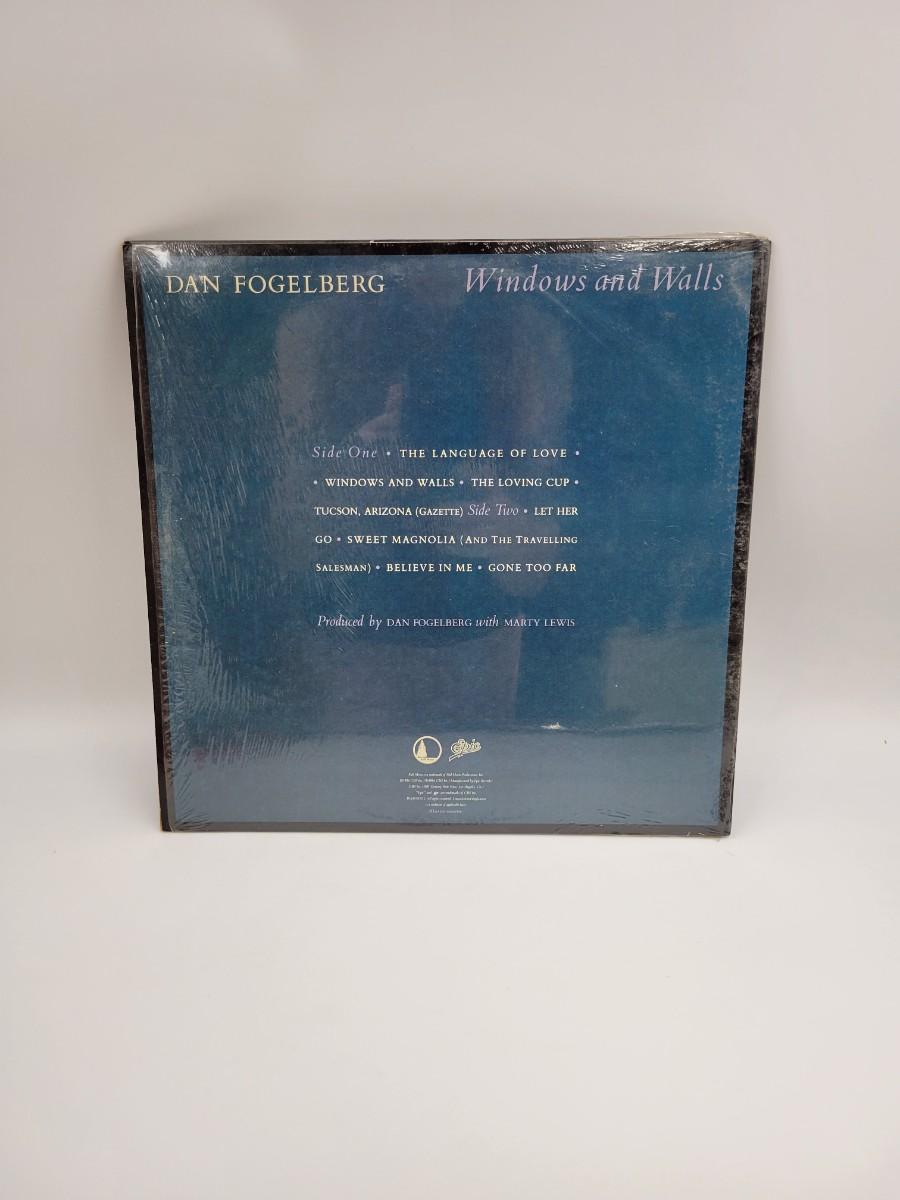 DAN FOGELBERG Windows and Walls
Side One • THE LANGUAGE OF LOVE •
• WINDOWS AND WALLS • THE LOVING CUP •
TUCSON, ARIZONA (GAZETTE) Side Two • LET HER
GO • SWEET MAGNOLIA (AND THE TRAVELLING
SALESMAN) • BELIEVE IN ME • GONE TOO FAR
Produced by DAN FOGELBERG with MARTY LEWIS
Epic